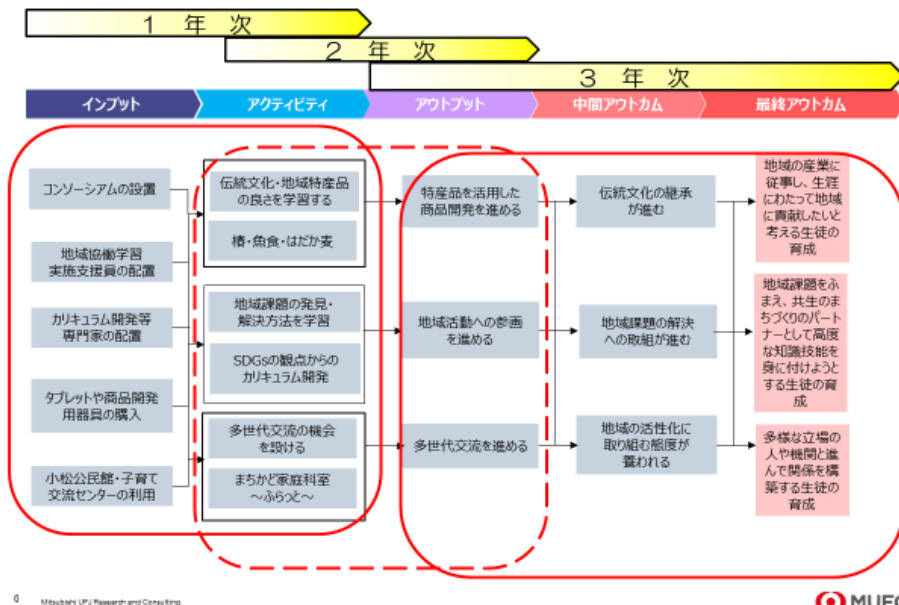 1 年 次
2 年 次
3 年 次
インプット
アクティビティ
アウトプット
中間アウトカム
最終アウトカム
コンソーシアムの設置
地域協働学習
実施支援員の配置
カリキュラム開発等
専門家の配置
タブレットや商品開発
用器具の購入
小松公民館・子育て
交流センターの利用
伝統文化・地域特産品
の良さを学習する
椿・魚食・はだか麦
地域課題の発見・
解決方法を学習
SDGsの観点からの
カリキュラム開発
多世代交流の機会
を設ける
まちかど家庭科室
～ふらっと～
特産品を活用した
商品開発を進める
地域活動への参画
を進める
多世代交流を進める
伝統文化の継承
が進む
地域課題の解決
への取組が進む
地域の活性化に
取り組む態度が
養われる
地域の産業に
従事し、生涯
にわたって地域
に貢献したいと
考える生徒の
育成
地域課題をふ
まえ、共生のま
ちづくりのパート
ナーとして高度
な知識技能を
身に付けようと
する生徒の育
成
多様な立場の
人や機関と進
んで関係を構
築する生徒の
育成
0
Mitsubishi UFJ Research and Consulting
MUFG